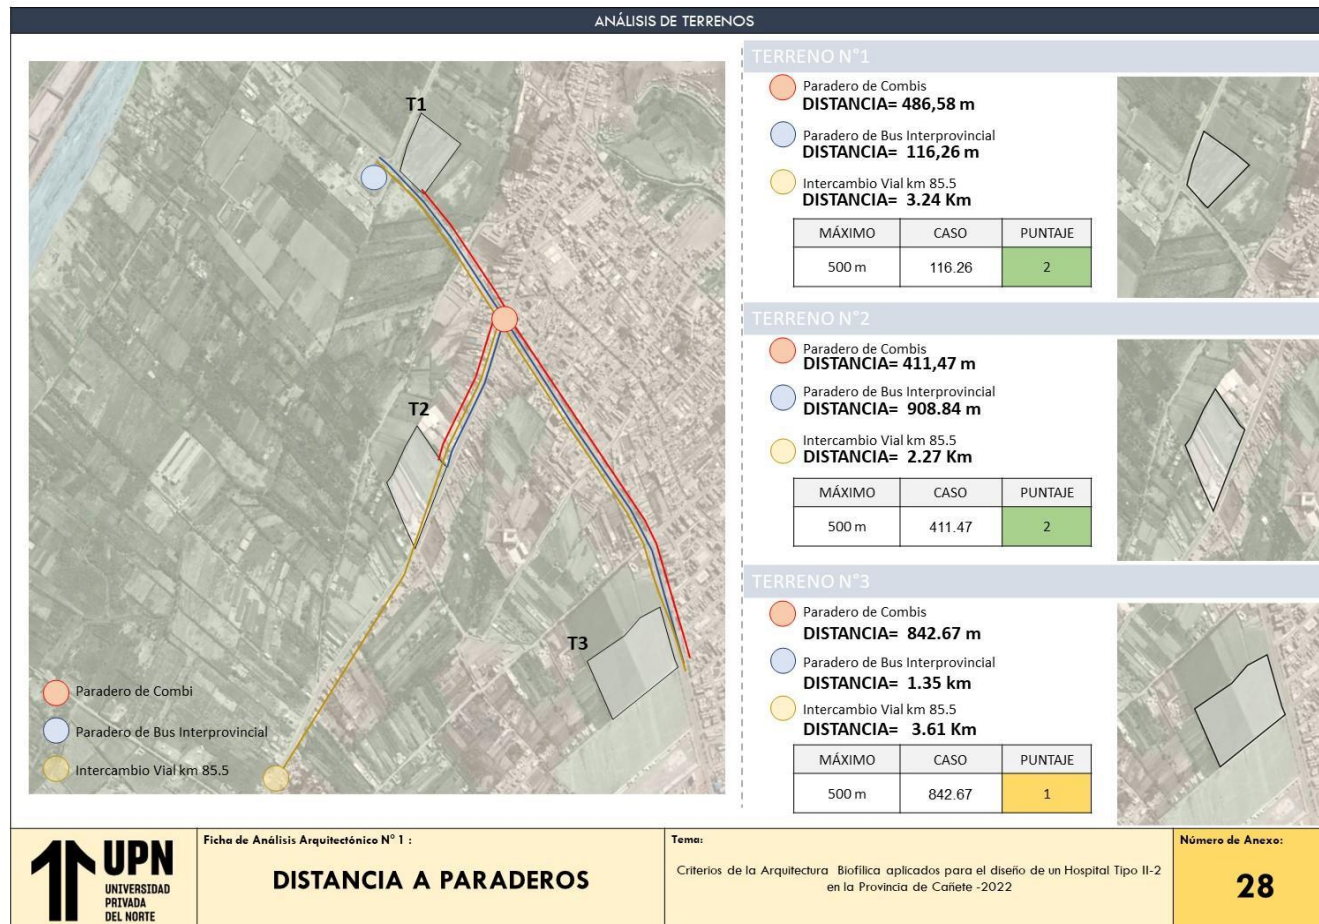 ANÁLISIS DE TERRENOS
T1
T2
T3
Paradero de Combi
Paradero de Bus Interprovincial
Intercambio Vial km 85.5
TERRENO N°1
Paradero de Combis
DISTANCIA= 486,58 m
Paradero de Bus Interprovincial
DISTANCIA= 116,26 m
Intercambio Vial km 85.5
DISTANCIA= 3.24 Km
MÁXIMO CASO PUNTAJE
500 m 116.26 2
TERRENO N°2
Paradero de Combis
DISTANCIA= 411,47 m
Paradero de Bus Interprovincial
DISTANCIA= 908.84 m
Intercambio Vial km 85.5
DISTANCIA= 2.27 Km
MÁXIMO CASO PUNTAJE
500 m 411.47 2
TERRENO N°3
Paradero de Combis
DISTANCIA= 842.67 m
Paradero de Bus Interprovincial
DISTANCIA= 1.35 km
Intercambio Vial km 85.5
DISTANCIA= 3.61 Km
MÁXIMO CASO PUNTAJE
500 m 842.67 1
UPN
UNIVERSIDAD
PRIVADA
DEL NORTE
Ficha de Análisis Arquitectónico N° 1 :
DISTANCIA A PARADEROS
Tema:
Criterios de la Arquitectura Biofílica aplicados para el diseño de un Hospital Tipo II-2
en la Provincia de Cañete -2022
Número de Anexo:
28